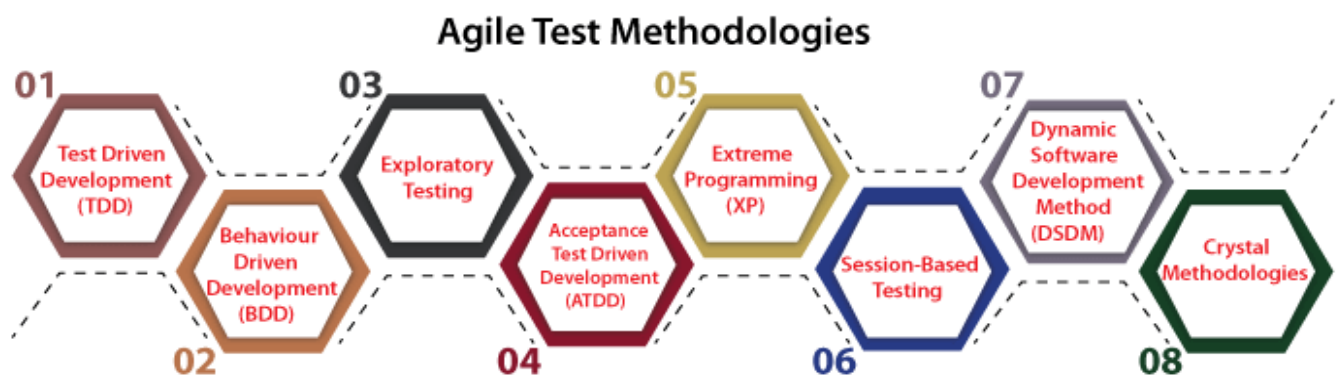 Agile Test Methodologies
01
Test Driven
Development
(TDD)
02
Behaviour
Driven
Development
(BDD)
03
Exploratory
Testing
04
Acceptance
Test Driven
Development
(ATDD)
05
Extreme
Programming
(XP)
06
Session-Based
Testing
07
Dynamic
Software
Development
Method
(DSDM)
08
Crystal
Methodologies